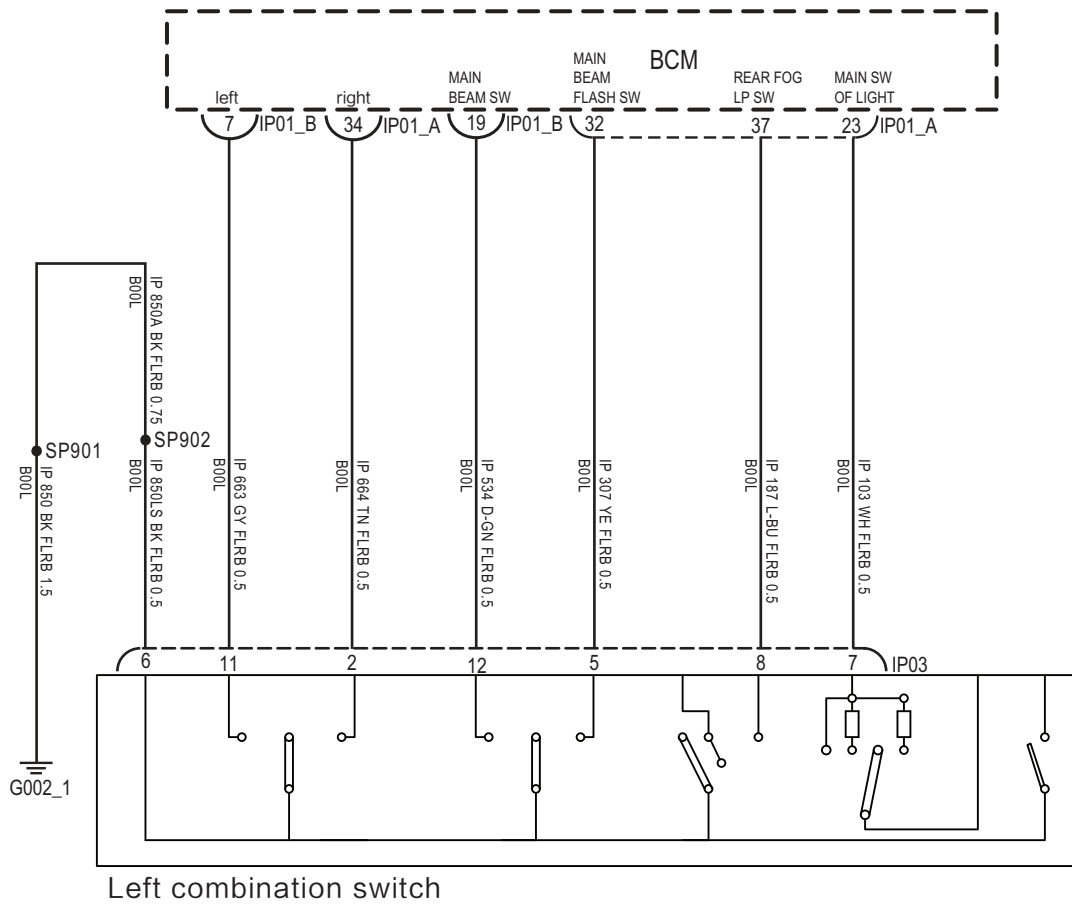 BCM
left
right
MAIN
BEAM SW
MAIN
BEAM
FLASH SW
REAR FOG
LP SW
MAIN SW
OF LIGHT
7
IP01_B
34
IP01_A
19
IP01_B
32
37
23
IP01_A
IP 850A BK FLRB 0.75
B00L
SP901
SP902
IP 850 BK FLRB 1.5
B00L
IP 850LS BK FLRB 0.5
B00L
IP 663 GY FLRB 0.5
B00L
IP 664 TN FLRB 0.5
B00L
IP 534 D-GN FLRB 0.5
B00L
IP 307 YE FLRB 0.5
B00L
IP 187 L-BU FLRB 0.5
B00L
IP 103 WH FLRB 0.5
B00L
6
11
2
12
5
8
7
IP03
G002_1
Left combination switch